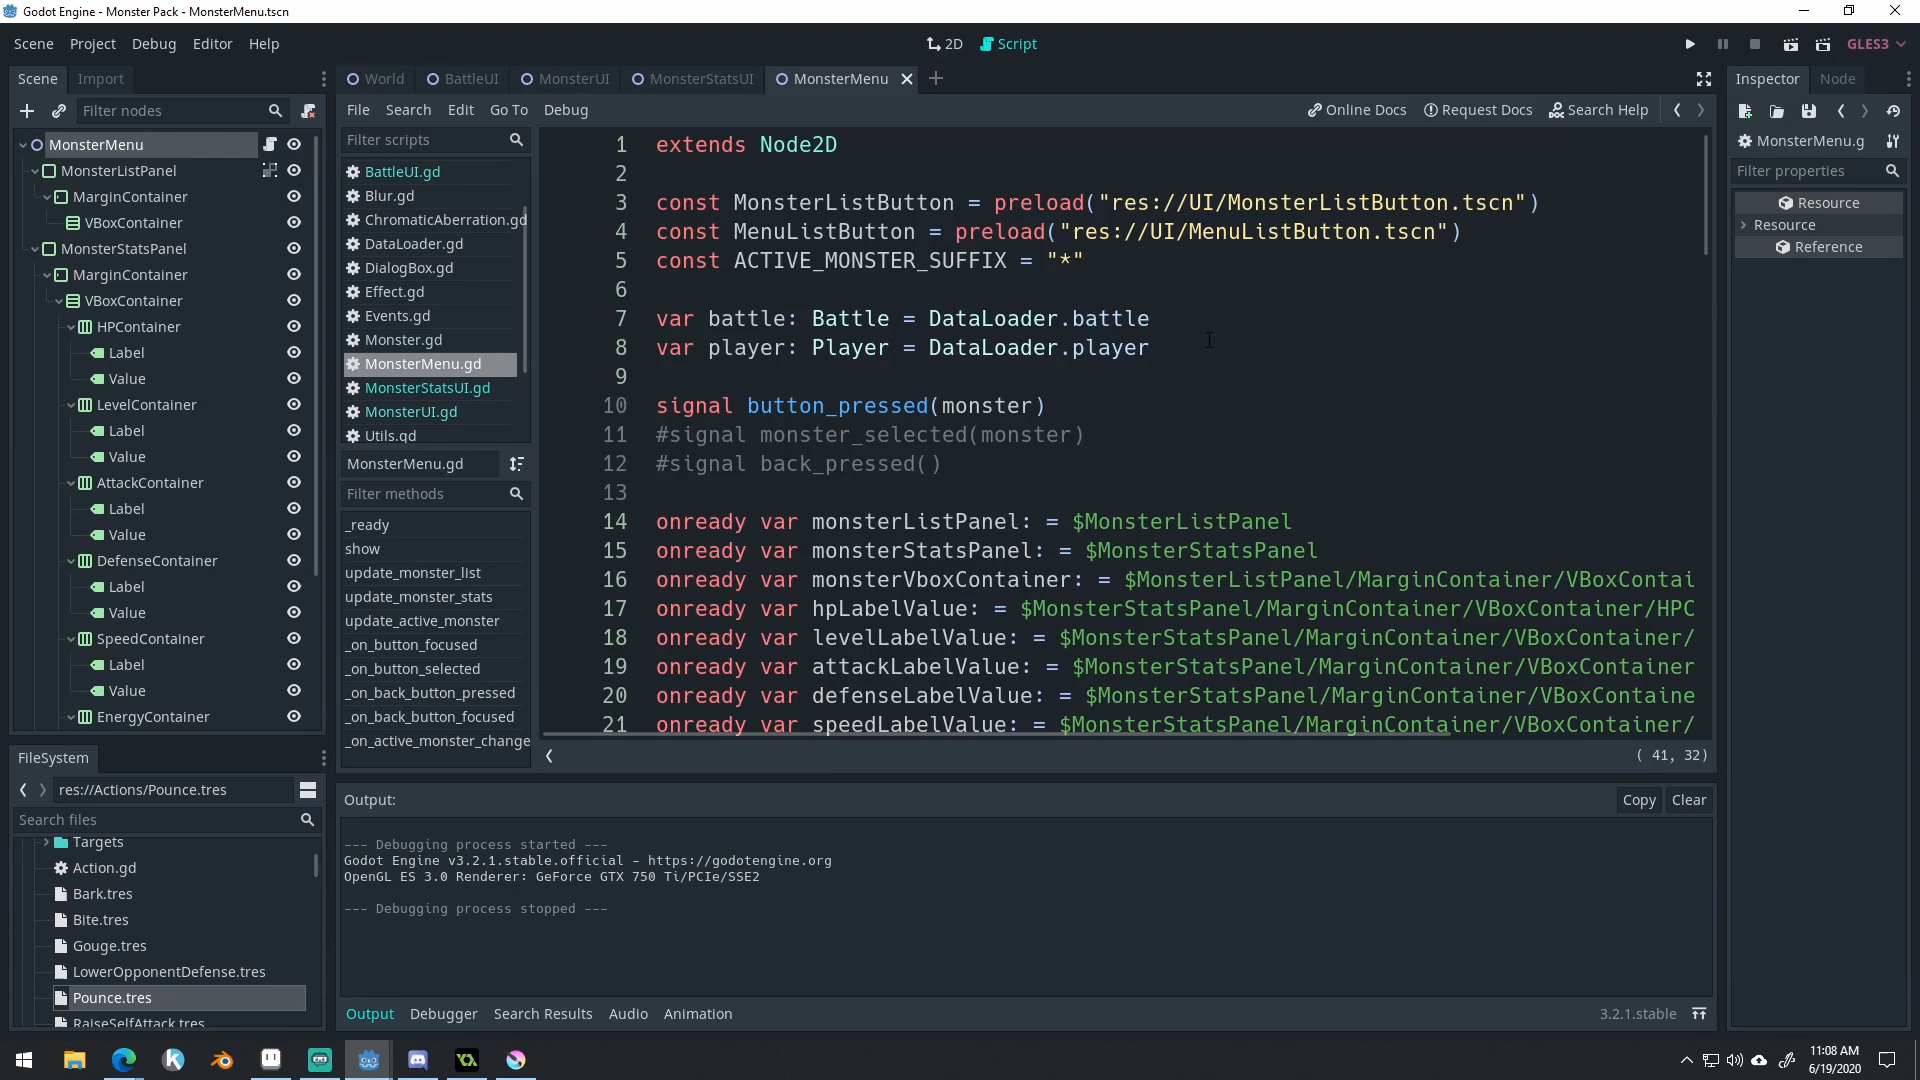 Godot Engine - Monster Pack - MonsterMenu.tscn
Scene Project Debug Editor Help
2D Script
GLES3
Scene Import
World BattleUI MonsterUI MonsterStatsUI MonsterMenu
Inspector Node
Filter nodes
File Search Edit Go To Debug
Online Docs Request Docs Search Help
MonsterMenu
MonsterListPanel
MarginContainer
VBoxContainer
MonsterStatsPanel
MarginContainer
VBoxContainer
HPContainer
Label
Value
LevelContainer
Label
Value
AttackContainer
Label
Value
DefenseContainer
Label
Value
SpeedContainer
Label
Value
EnergyContainer
Filter scripts
BattleUI.gd
Blur.gd
ChromaticAberration.gd
DataLoader.gd
DialogBox.gd
Effect.gd
Events.gd
Monster.gd
MonsterMenu.gd
MonsterStatsUI.gd
MonsterUI.gd
Utils.gd
MonsterMenu.gd
Filter methods
_ready
show
update_monster_list
update_monster_stats
update_active_monster
_on_button_focused
_on_button_selected
_on_back_button_pressed
_on_back_button_focused
_on_active_monster_change
1 extends Node2D
2
3 const MonsterListButton = preload("res://UI/MonsterListButton.tscn")
4 const MenuListButton = preload("res://UI/MenuListButton.tscn")
5 const ACTIVE_MONSTER_SUFFIX = "*"
6
7 var battle: Battle = DataLoader.battle
8 var player: Player = DataLoader.player
9
10 signal button_pressed(monster)
11 #signal monster_selected(monster)
12 #signal back_pressed()
13
14 onready var monsterListPanel: = $MonsterListPanel
15 onready var monsterStatsPanel: = $MonsterStatsPanel
16 onready var monsterVboxContainer: = $MonsterListPanel/MarginContainer/VBoxContai
17 onready var hpLabelValue: = $MonsterStatsPanel/MarginContainer/VBoxContainer/HPC
18 onready var levelLabelValue: = $MonsterStatsPanel/MarginContainer/VBoxContainer/
19 onready var attackLabelValue: = $MonsterStatsPanel/MarginContainer/VBoxContainer
20 onready var defenseLabelValue: = $MonsterStatsPanel/MarginContainer/VBoxContaine
21 onready var speedLabelValue: = $MonsterStatsPanel/MarginContainer/VBoxContainer/
( 41, 32)
MonsterMenu.g
Filter properties
Resource
Resource
Reference
FileSystem
res://Actions/Pounce.tres
Search files
Targets
Action.gd
Bark.tres
Bite.tres
Gouge.tres
LowerOpponentDefense.tres
Pounce.tres
RaiseSelfAttack.tres
Output:
Copy Clear
--- Debugging process started ---
Godot Engine v3.2.1.stable.official - https://godotengine.org
OpenGL ES 3.0 Renderer: GeForce GTX 750 Ti/PCIe/SSE2
--- Debugging process stopped ---
Output Debugger Search Results Audio Animation
3.2.1.stable
11:08 AM
6/19/2020